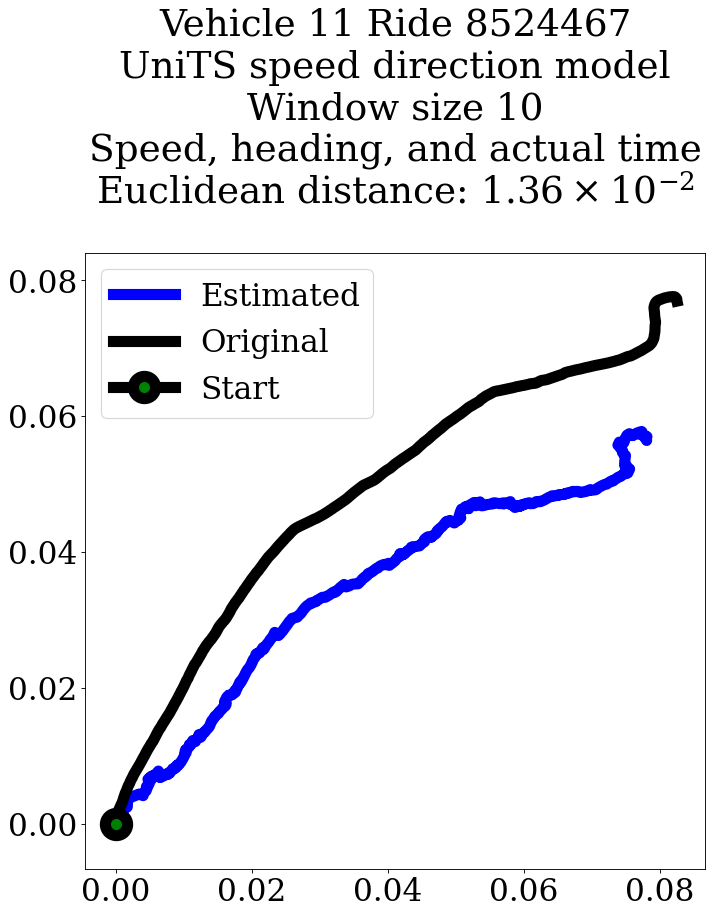 Vehicle 11 Ride 8524467
UniTS speed direction model
Window size 10
Speed, heading, and actual time
Euclidean distance: 1.36 × 10⁻²
Estimated
Original
Start
0.08
0.06
0.04
0.02
0.00
0.00 0.02 0.04 0.06 0.08